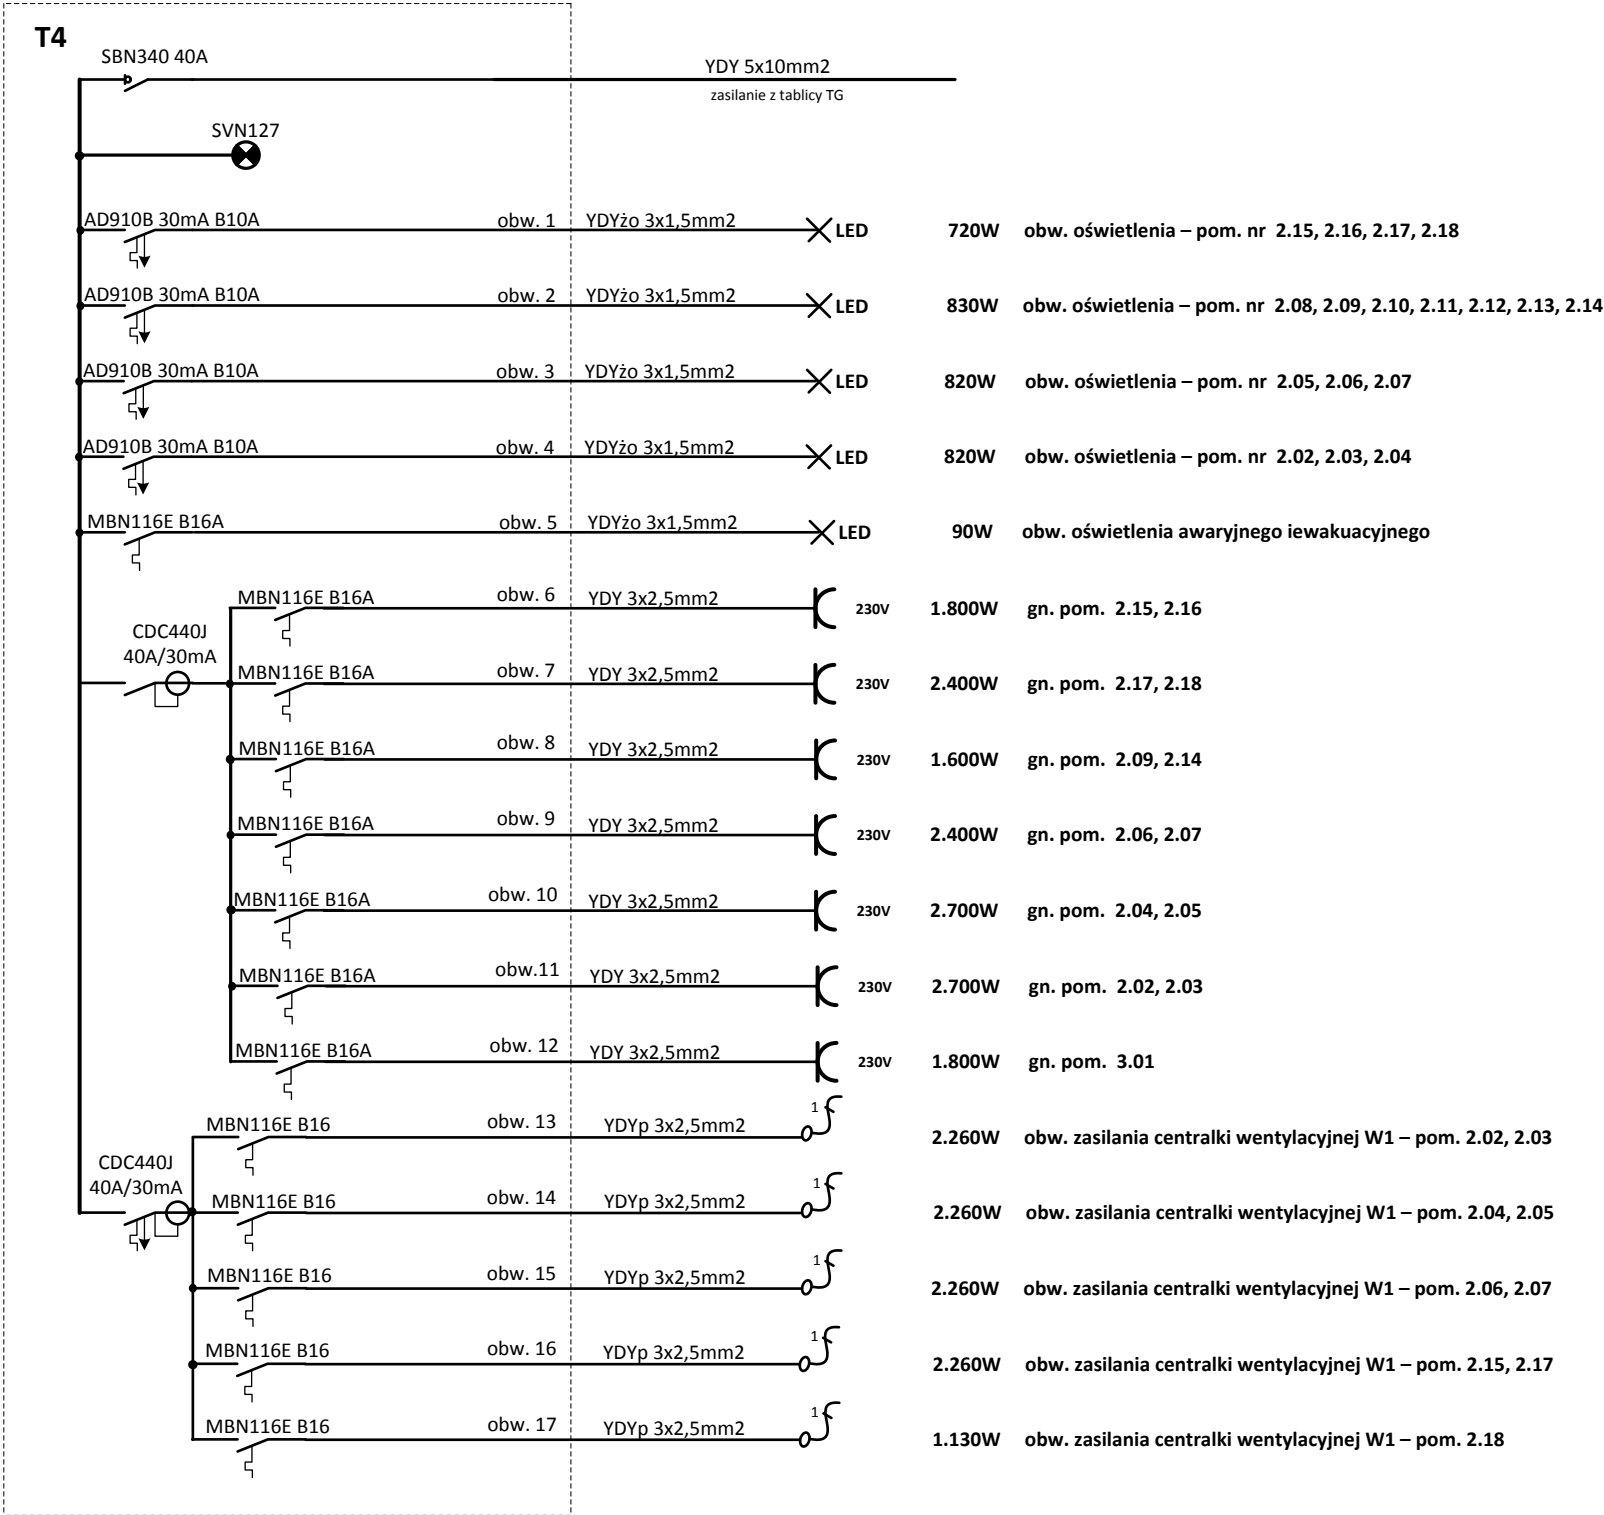 T4
SBN340 40A
YDY 5x10mm2
zasilanie z tablicy TG
SVN127
AD910B 30mA B10A obw. 1 YDYżo 3x1,5mm2 LED 720W obw. oświetlenia – pom. nr 2.15, 2.16, 2.17, 2.18
AD910B 30mA B10A obw. 2 YDYżo 3x1,5mm2 LED 830W obw. oświetlenia – pom. nr 2.08, 2.09, 2.10, 2.11, 2.12, 2.13, 2.14
AD910B 30mA B10A obw. 3 YDYżo 3x1,5mm2 LED 820W obw. oświetlenia – pom. nr 2.05, 2.06, 2.07
AD910B 30mA B10A obw. 4 YDYżo 3x1,5mm2 LED 820W obw. oświetlenia – pom. nr 2.02, 2.03, 2.04
MBN116E B16A obw. 5 YDYżo 3x1,5mm2 LED 90W obw. oświetlenia awaryjnego iewakuacyjnego
MBN116E B16A obw. 6 YDY 3x2,5mm2 230V 1.800W gn. pom. 2.15, 2.16
CDC440J
40A/30mA
MBN116E B16A obw. 7 YDY 3x2,5mm2 230V 2.400W gn. pom. 2.17, 2.18
MBN116E B16A obw. 8 YDY 3x2,5mm2 230V 1.600W gn. pom. 2.09, 2.14
MBN116E B16A obw. 9 YDY 3x2,5mm2 230V 2.400W gn. pom. 2.06, 2.07
MBN116E B16A obw. 10 YDY 3x2,5mm2 230V 2.700W gn. pom. 2.04, 2.05
MBN116E B16A obw.11 YDY 3x2,5mm2 230V 2.700W gn. pom. 2.02, 2.03
MBN116E B16A obw. 12 YDY 3x2,5mm2 230V 1.800W gn. pom. 3.01
MBN116E B16 obw. 13 YDYp 3x2,5mm2 1 2.260W obw. zasilania centralki wentylacyjnej W1 – pom. 2.02, 2.03
CDC440J
40A/30mA
MBN116E B16 obw. 14 YDYp 3x2,5mm2 1 2.260W obw. zasilania centralki wentylacyjnej W1 – pom. 2.04, 2.05
MBN116E B16 obw. 15 YDYp 3x2,5mm2 1 2.260W obw. zasilania centralki wentylacyjnej W1 – pom. 2.06, 2.07
MBN116E B16 obw. 16 YDYp 3x2,5mm2 1 2.260W obw. zasilania centralki wentylacyjnej W1 – pom. 2.15, 2.17
MBN116E B16 obw. 17 YDYp 3x2,5mm2 1 1.130W obw. zasilania centralki wentylacyjnej W1 – pom. 2.18